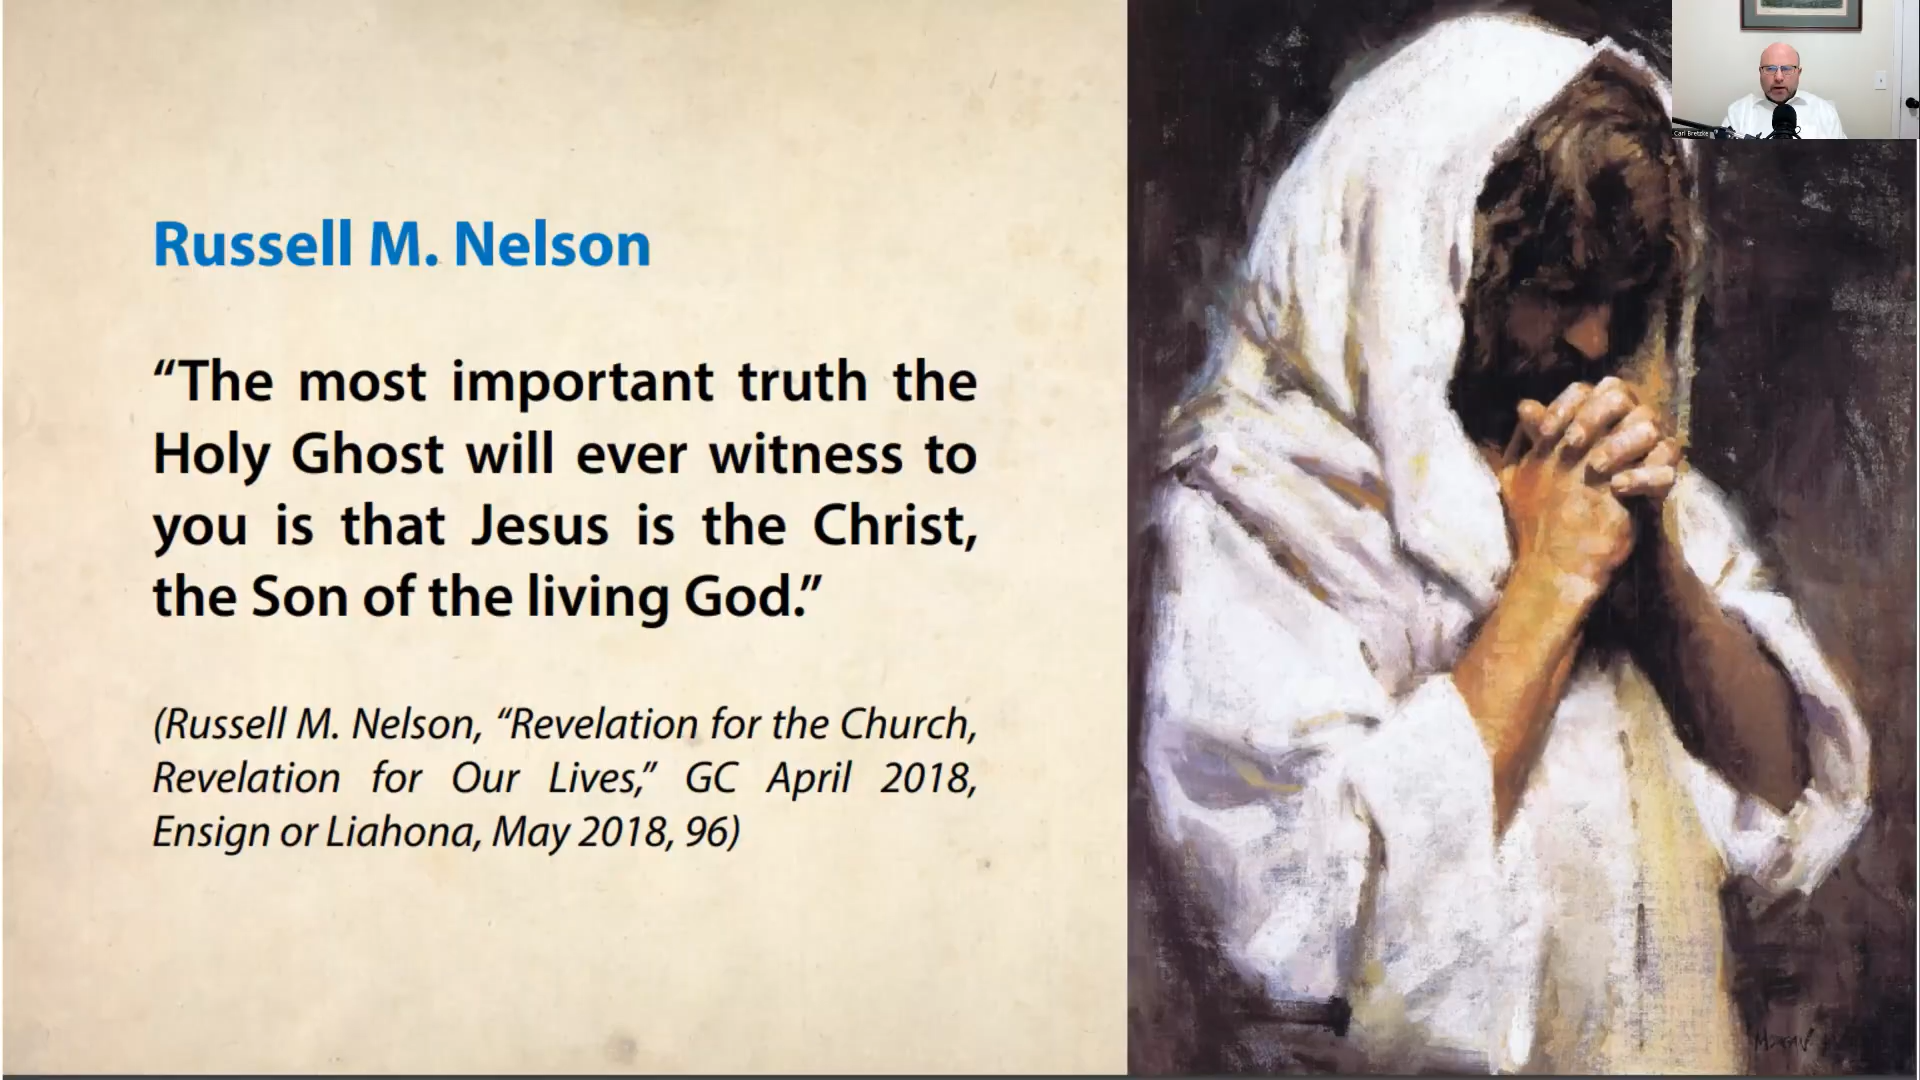 Carl Bretzke
Russell M. Nelson
“The most important truth the
Holy Ghost will ever witness to
you is that Jesus is the Christ,
the Son of the living God.”
(Russell M. Nelson, “Revelation for the Church,
Revelation for Our Lives,” GC April 2018,
Ensign or Liahona, May 2018, 96)